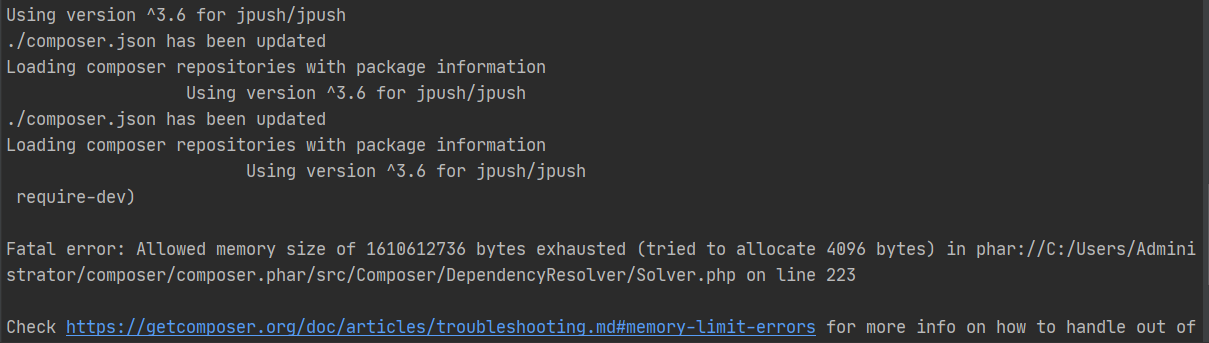 Using version ^3.6 for jpush/jpush
./composer.json has been updated
Loading composer repositories with package information
Using version ^3.6 for jpush/jpush
./composer.json has been updated
Loading composer repositories with package information
Using version ^3.6 for jpush/jpush
require-dev)
Fatal error: Allowed memory size of 1610612736 bytes exhausted (tried to allocate 4096 bytes) in phar://C:/Users/Admini
strator/composer/composer.phar/src/Composer/DependencyResolver/Solver.php on line 223
Check https://getcomposer.org/doc/articles/troubleshooting.md#memory-limit-errors for more info on how to handle out of